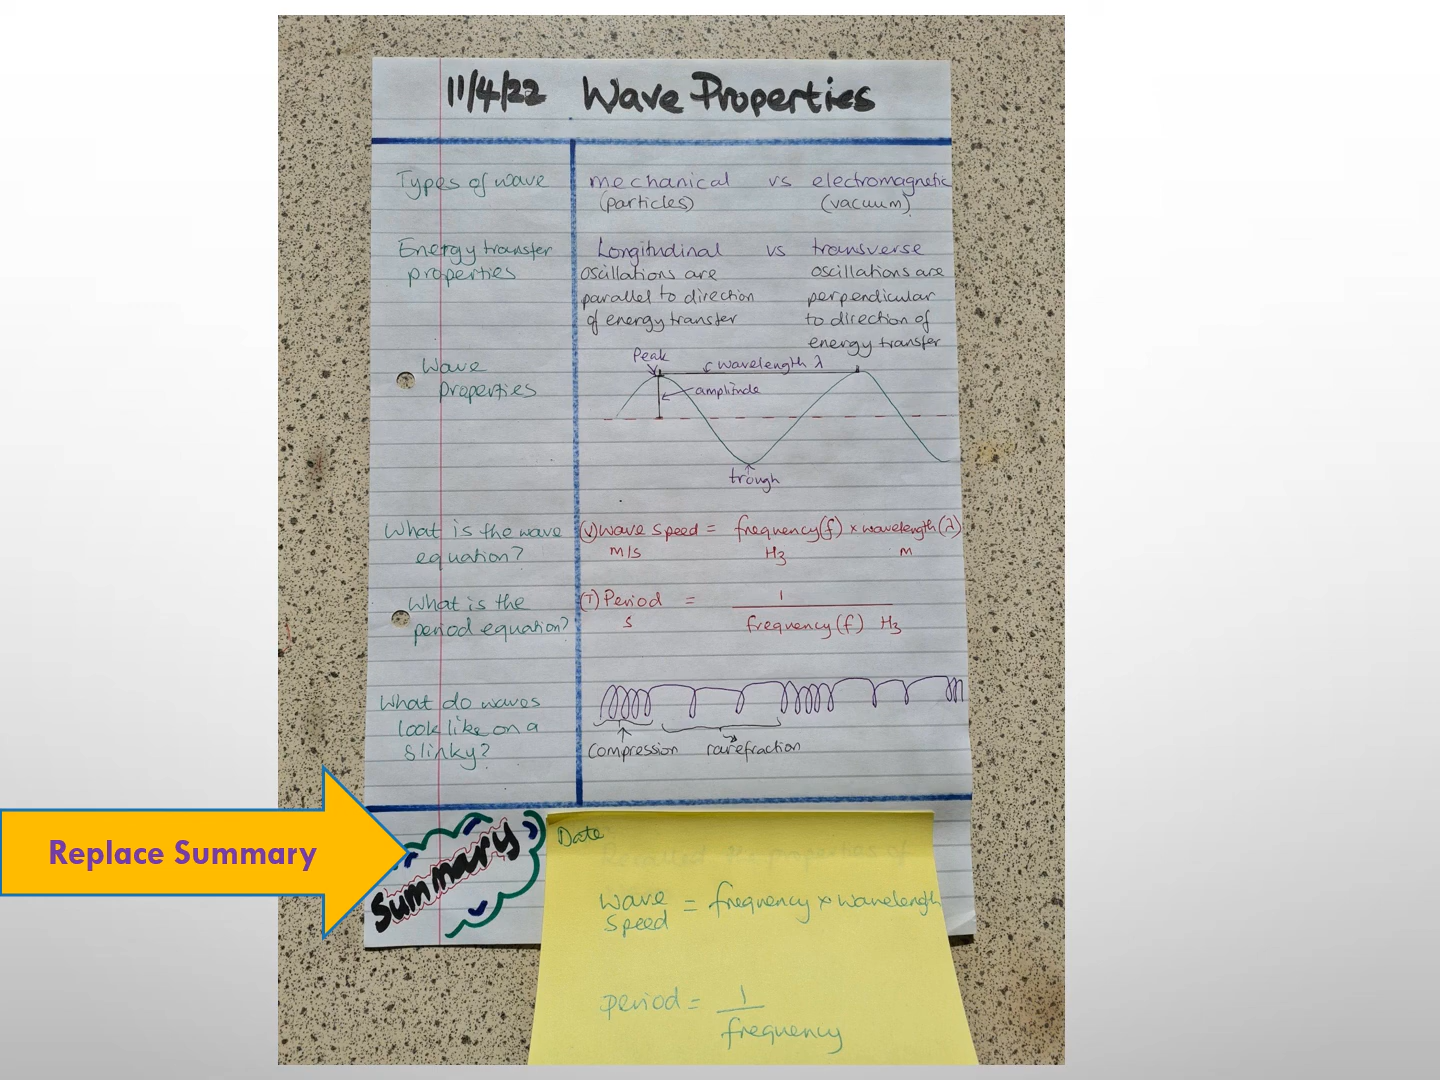 11/4/22 Wave Properties
Types of wave
mechanical vs electromagnetic
(particles) (vacuum)
Energy transfer
properties
Longitudinal vs transverse
oscillations are
parallel to direction
of energy transfer
oscillations are
perpendicular
to direction of
energy transfer
Wave
properties
Peak
wavelength λ
amplitude
trough
What is the wave
equation?
(V) Wave speed = frequency (f) × wavelength (λ)
m/s Hz m
What is the
period equation?
(T) Period = 1
s frequency (f) Hz
What do waves
look like on a
slinky?
compression rarefraction
Replace Summary
Summary
Date
wave
speed = frequency × wavelength
period = 1
frequency